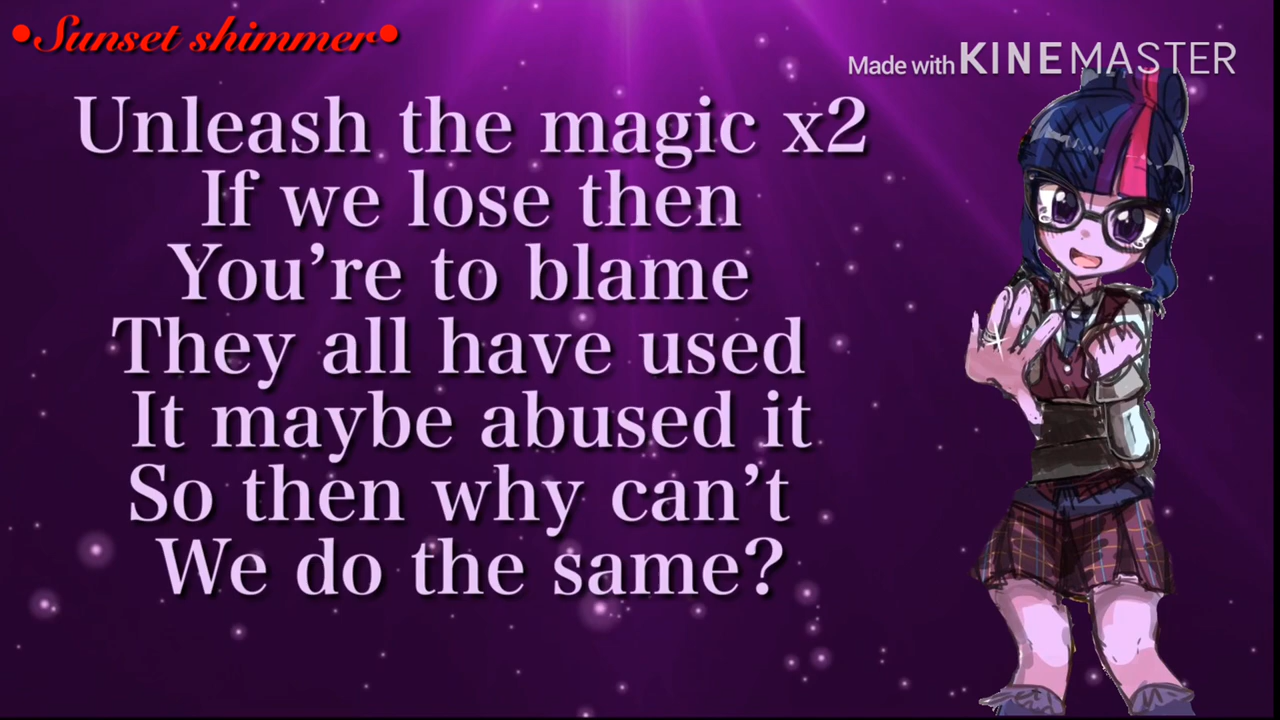 •Sunset shimmer•
Made with KINEMASTER
Unleash the magic x2
If we lose then
You’re to blame
They all have used
It maybe abused it
So then why can’t
We do the same?